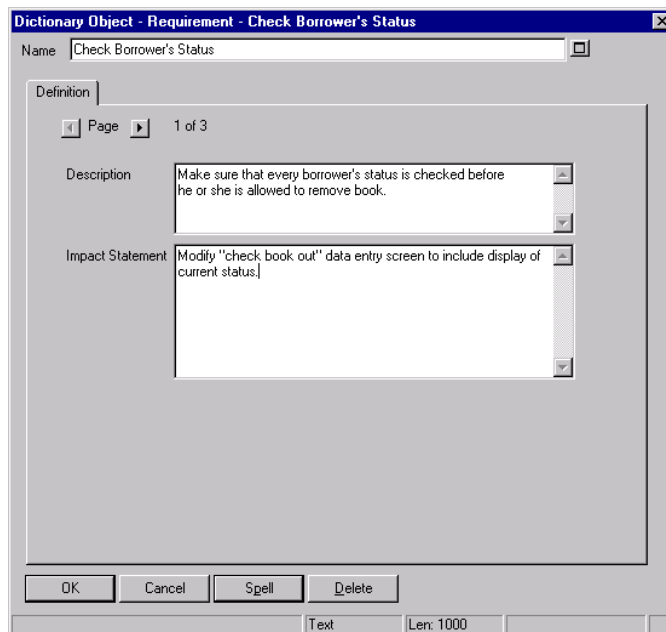 Dictionary Object - Requirement - Check Borrower's Status
Name Check Borrower's Status
Definition
Page 1 of 3
Description Make sure that every borrower's status is checked before
he or she is allowed to remove book.
Impact Statement Modify "check book out" data entry screen to include display of
current status.
OK Cancel Spell Delete
Text Len: 1000